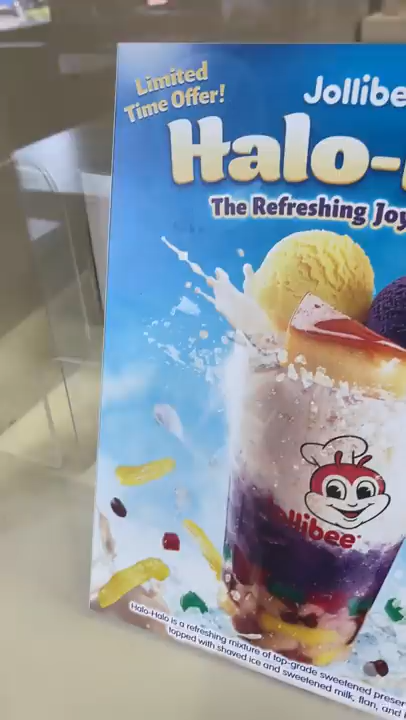 Limited
Time Offer!
Jollibe
Halo-
The Refreshing Joy
ollibee
Halo-Halo is a refreshing mixture of top-grade sweetened preser
topped with shaved ice and sweetened milk, flan, and